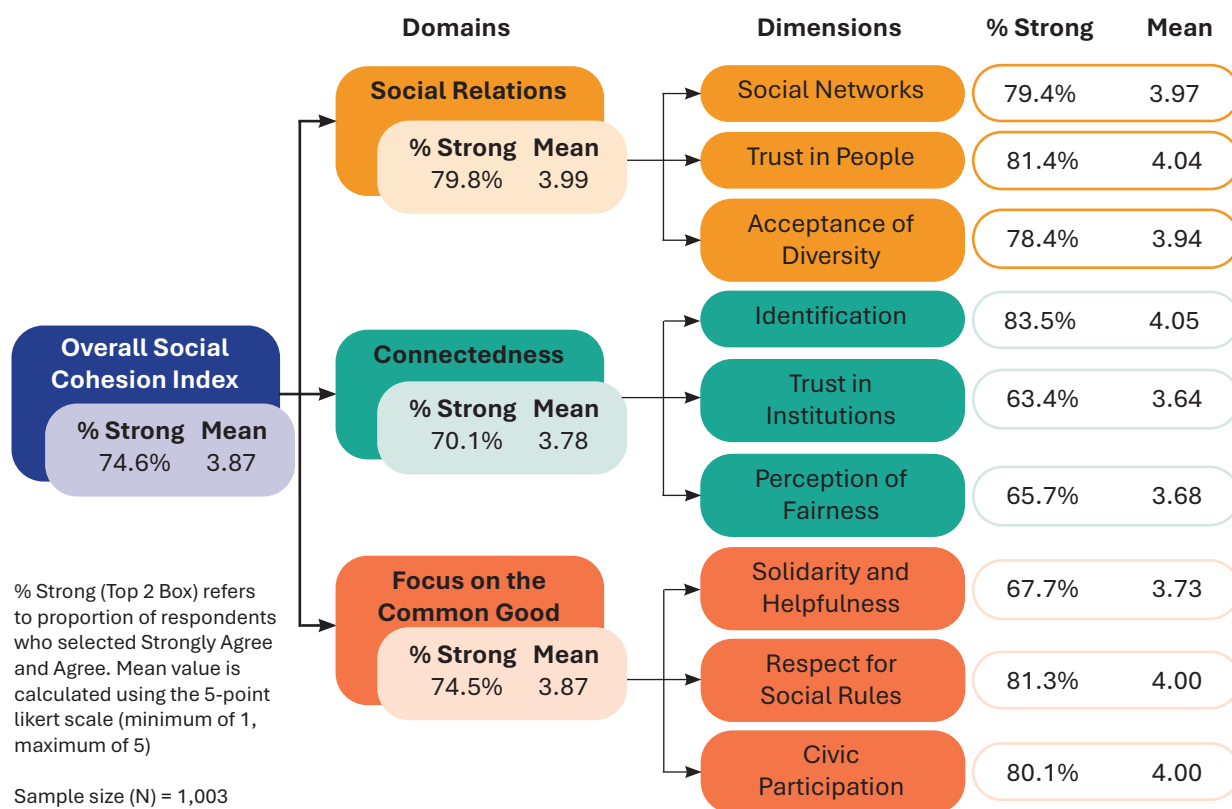 Domains Dimensions % Strong Mean
Social Relations
% Strong Mean
79.8% 3.99
Social Networks 79.4% 3.97
Trust in People 81.4% 4.04
Acceptance of
Diversity
78.4% 3.94
Overall Social
Cohesion Index
% Strong Mean
74.6% 3.87
Connectedness
% Strong Mean
70.1% 3.78
Identification 83.5% 4.05
Trust in
Institutions
63.4% 3.64
Perception of
Fairness
65.7% 3.68
Focus on the
Common Good
% Strong Mean
74.5% 3.87
Solidarity and
Helpfulness
67.7% 3.73
Respect for
Social Rules
81.3% 4.00
Civic
Participation
80.1% 4.00
% Strong (Top 2 Box) refers
to proportion of respondents
who selected Strongly Agree
and Agree. Mean value is
calculated using the 5-point
likert scale (minimum of 1,
maximum of 5)
Sample size (N) = 1,003